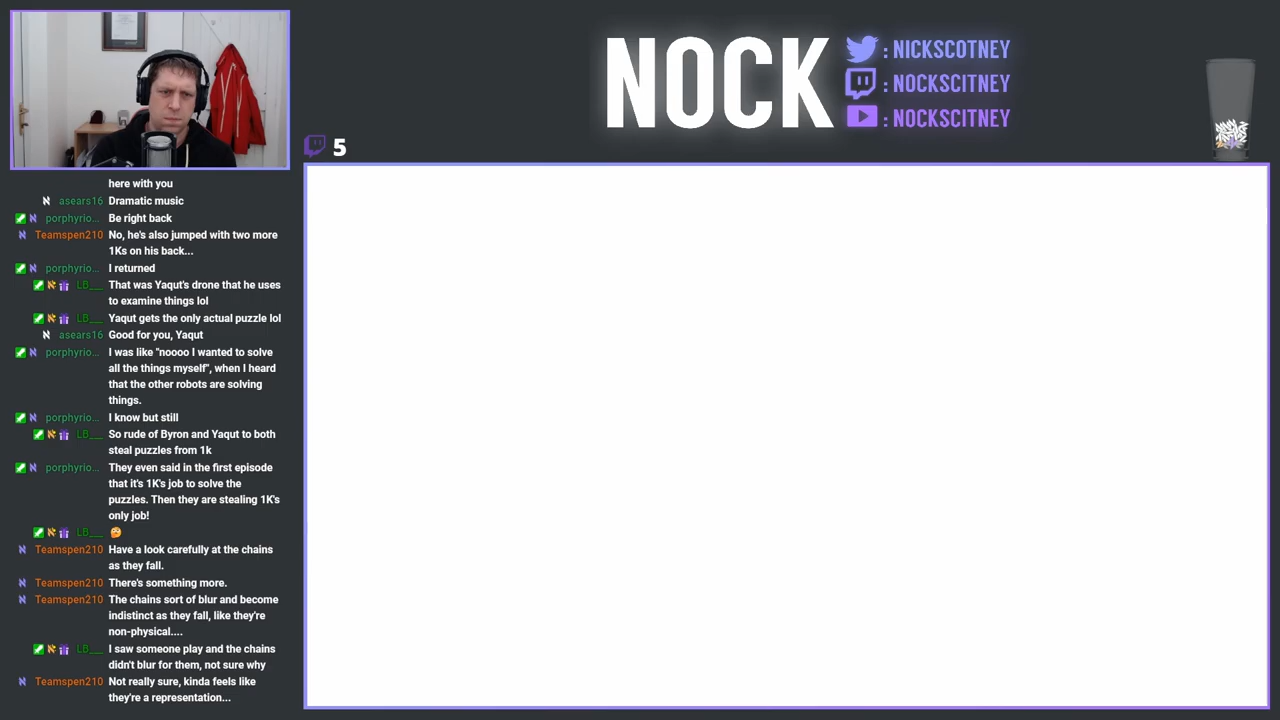 NOCK
: NICKSCOTNEY
: NOCKSCITNEY
: NOCKSCITNEY
5
here with you
asears16 Dramatic music
porphyrio... Be right back
Teamspen210 No, he's also jumped with two more
1Ks on his back...
porphyrio... I returned
LB__ That was Yaqut's drone that he uses
to examine things lol
LB__ Yaqut gets the only actual puzzle lol
asears16 Good for you, Yaqut
porphyrio... I was like "noooo I wanted to solve
all the things myself", when I heard
that the other robots are solving
things.
porphyrio... I know but still
LB__ So rude of Byron and Yaqut to both
steal puzzles from 1k
porphyrio... They even said in the first episode
that it's 1K's job to solve the
puzzles. Then they are stealing 1K's
only job!
LB__
Teamspen210 Have a look carefully at the chains
as they fall.
Teamspen210 There's something more.
Teamspen210 The chains sort of blur and become
indistinct as they fall, like they're
non-physical....
LB__ I saw someone play and the chains
didn't blur for them, not sure why
Teamspen210 Not really sure, kinda feels like
they're a representation...